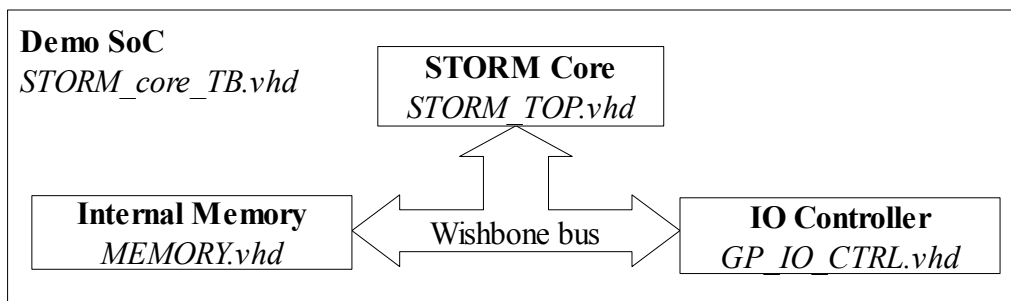 Demo SoC
STORM_core_TB.vhd
STORM Core
STORM_TOP.vhd
Internal Memory
MEMORY.vhd
Wishbone bus
IO Controller
GP_IO_CTRL.vhd